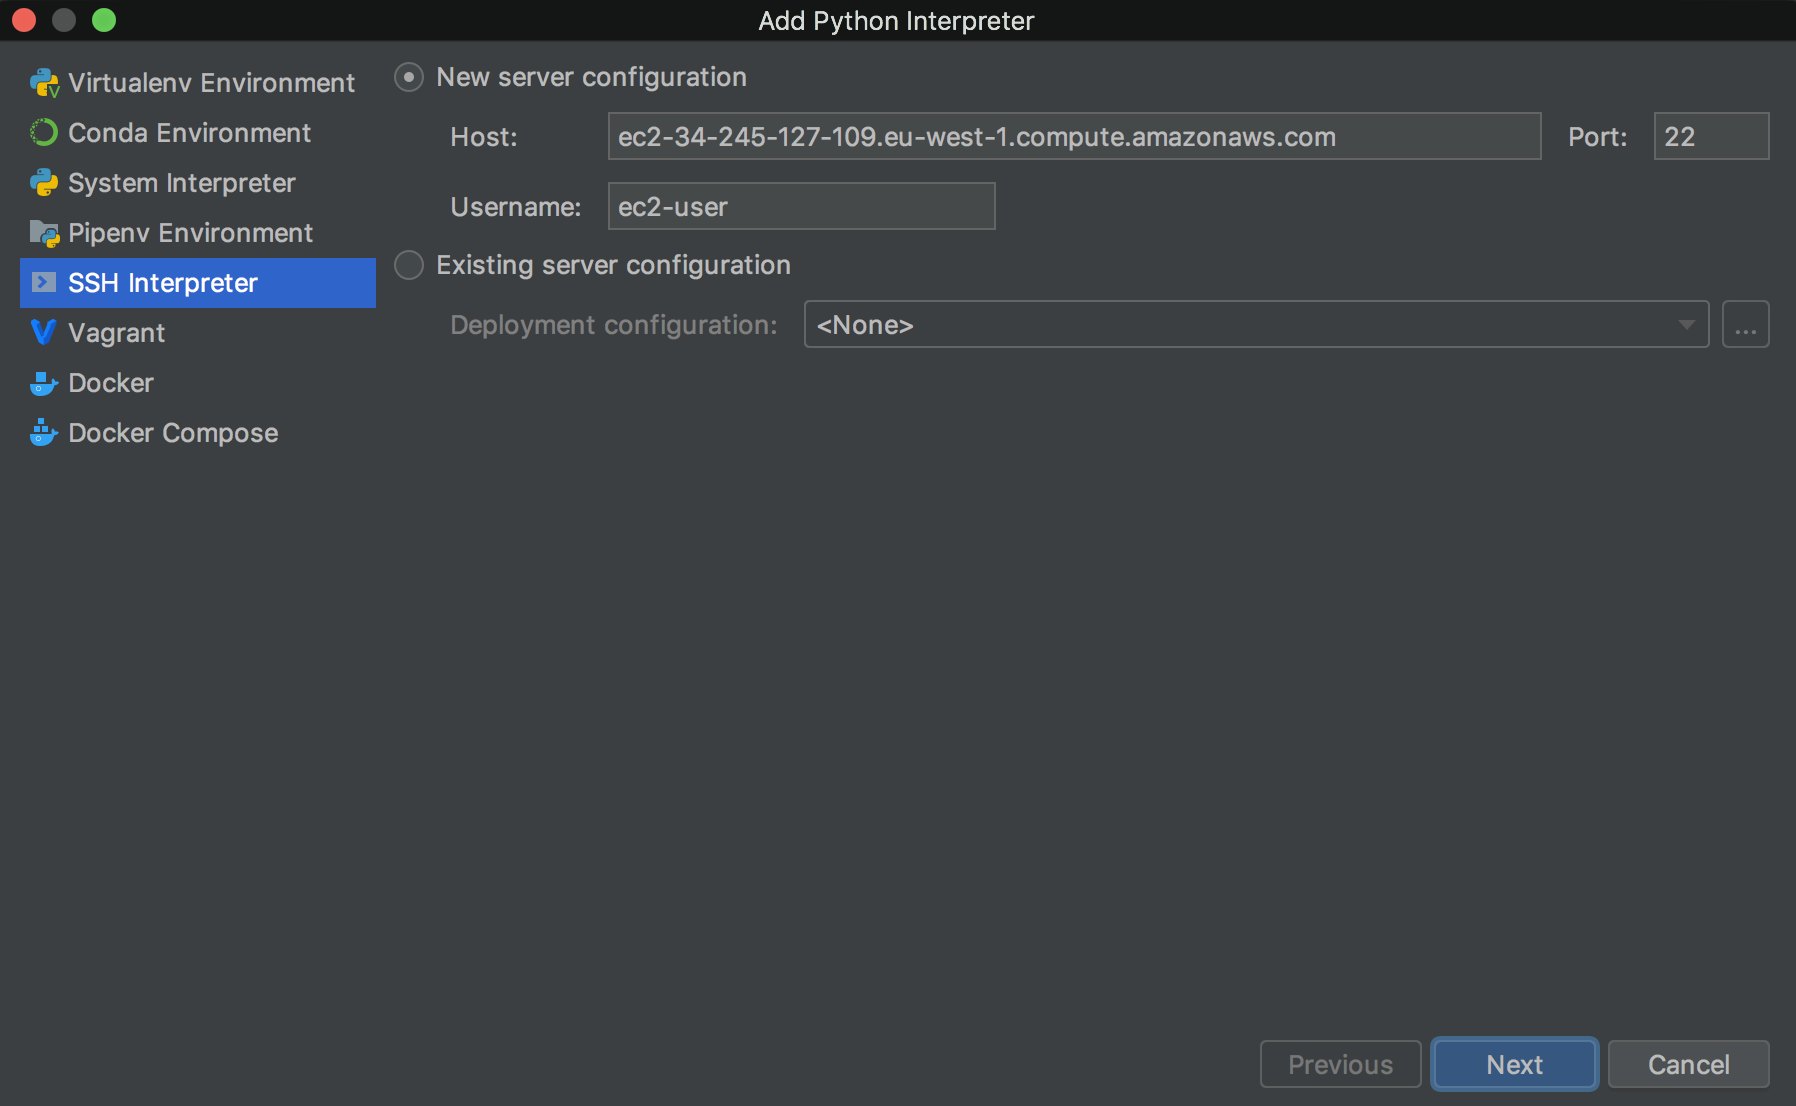 Add Python Interpreter
Virtualenv Environment
Conda Environment
System Interpreter
Pipenv Environment
SSH Interpreter
Vagrant
Docker
Docker Compose
New server configuration
Host: ec2-34-245-127-109.eu-west-1.compute.amazonaws.com Port: 22
Username: ec2-user
Existing server configuration
Deployment configuration: <None> ...
Previous Next Cancel